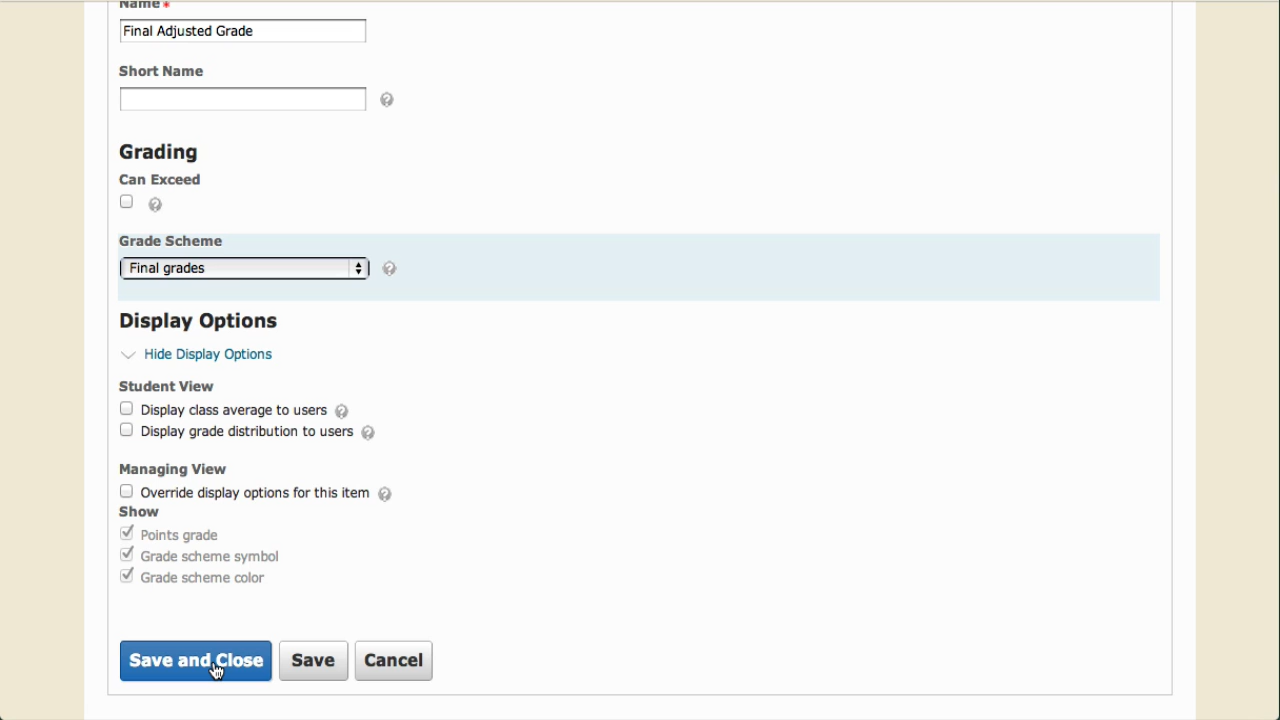 Name *
Final Adjusted Grade
Short Name
?
Grading
Can Exceed
?
Grade Scheme
Final grades
?
Display Options
Hide Display Options
Student View
Display class average to users ?
Display grade distribution to users ?
Managing View
Override display options for this item ?
Show
Points grade
Grade scheme symbol
Grade scheme color
Save and Close Save Cancel